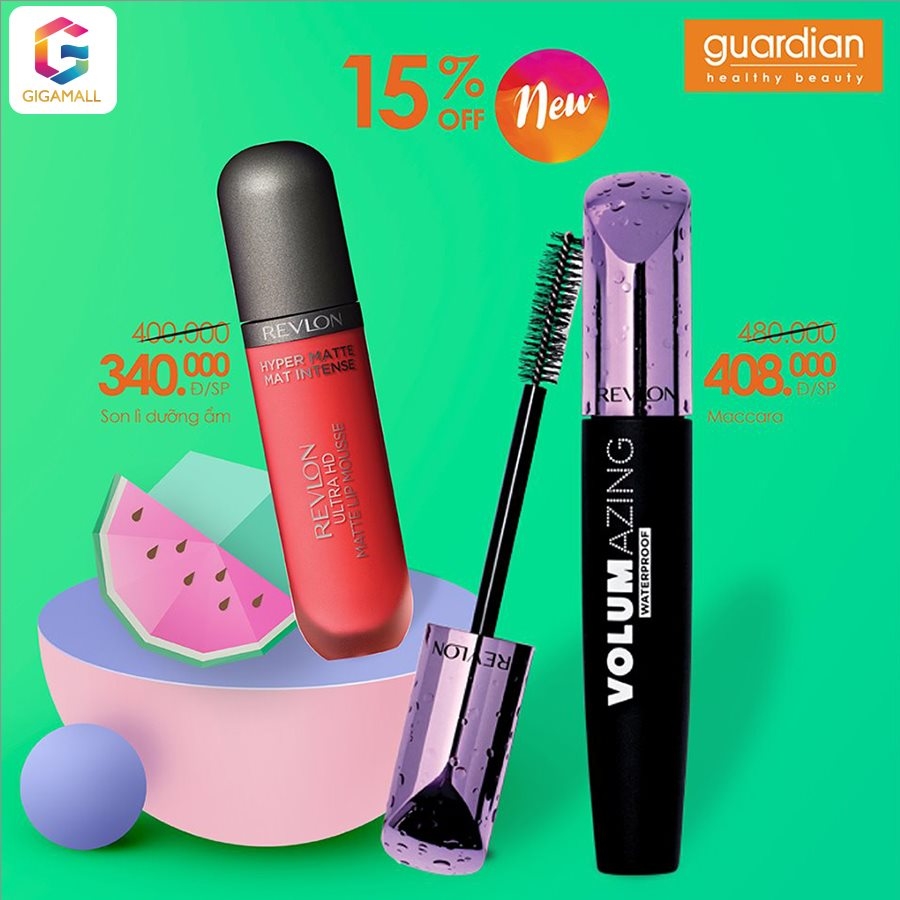 GIGAMALL
15% OFF
New
guardian
healthy beauty
400.000
340.000 Đ/SP
Son lì dưỡng ẩm
REVLON
HYPER MATTE
MAT INTENSE
REVLON
ULTRA HD
MATTE LIP MOUSSE
480.000
408.000 Đ/SP
Maccara
REVLON
VOLUMAZING
WATERPROOF
REVLON